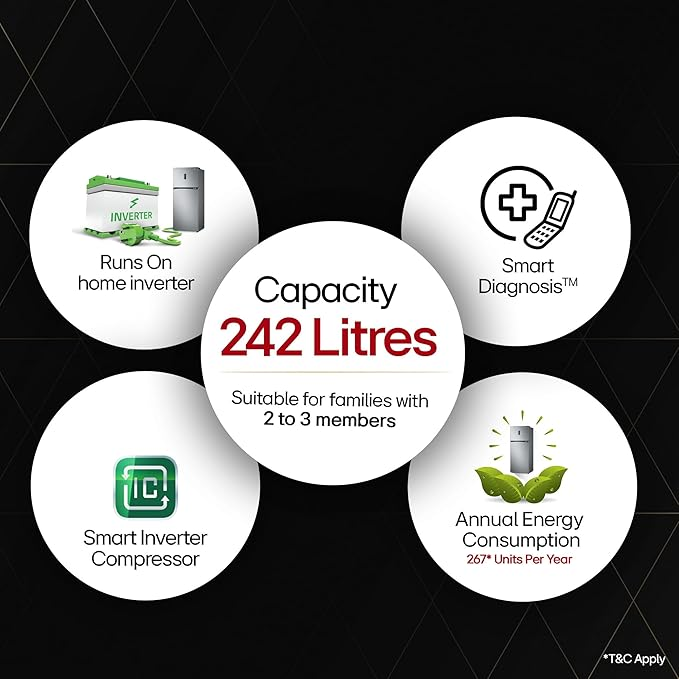 INVERTER
Runs On
home inverter
Smart
Diagnosis™
Capacity
242 Litres
Suitable for families with
2 to 3 members
IC
Smart Inverter
Compressor
Annual Energy
Consumption
267* Units Per Year
*T&C Apply